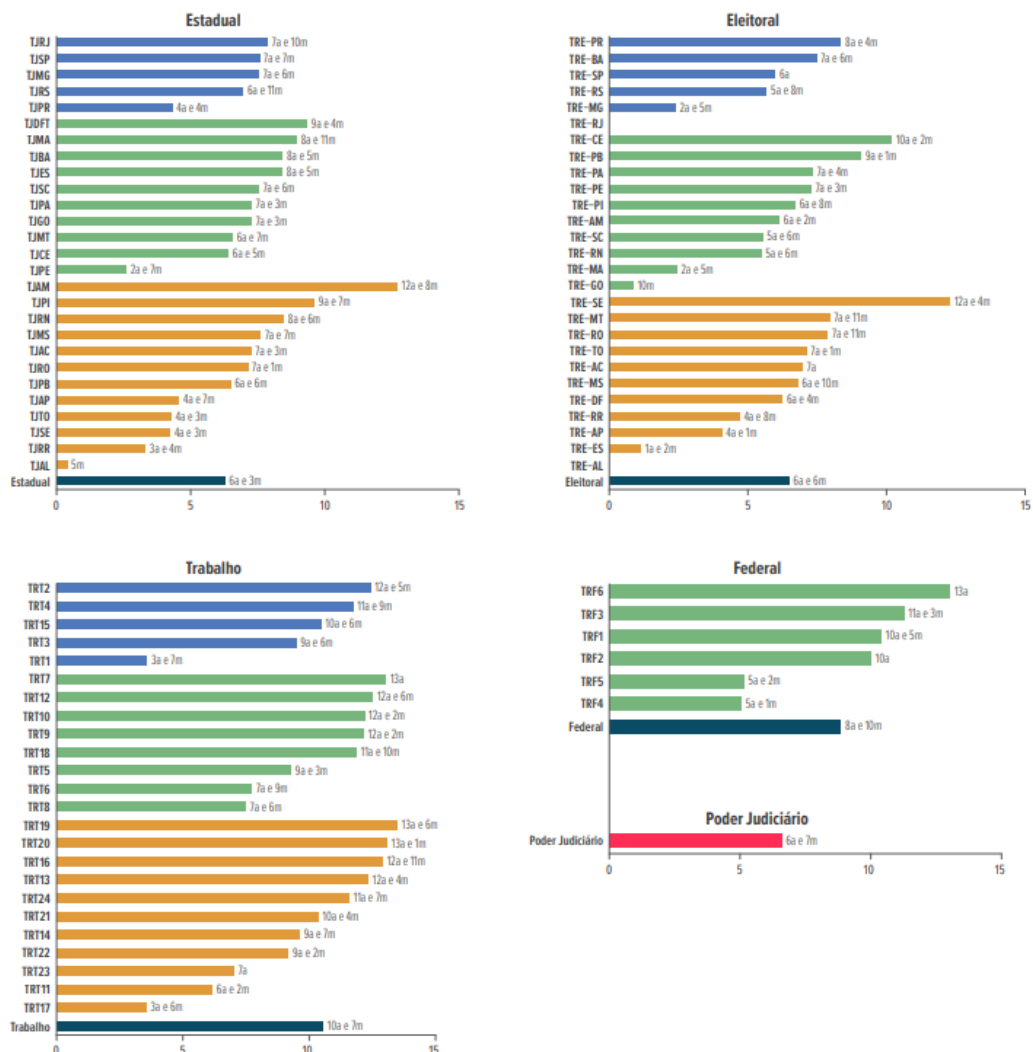 Estadual
TJRJ 7a e 10m
TJSP 7a e 7m
TJMG 7a e 6m
TJRS 6a e 11m
TJPR 4a e 4m
TJDFT 9a e 4m
TJMA 8a e 11m
TJBA 8a e 5m
TJES 8a e 5m
TJSC 7a e 6m
TJPA 7a e 3m
TJGO 7a e 3m
TJMT 6a e 7m
TJCE 6a e 5m
TJPE 2a e 7m
TJAM 12a e 8m
TJPI 9a e 7m
TJRN 8a e 6m
TJMS 7a e 7m
TJAC 7a e 3m
TJRO 7a e 1m
TJPB 6a e 6m
TJAP 4a e 7m
TJTO 4a e 3m
TJSE 4a e 3m
TJRR 3a e 4m
TJAL 5m
Estadual 6a e 3m
0 5 10 15
Eleitoral
TRE-PR 8a e 4m
TRE-BA 7a e 6m
TRE-SP 6a
TRE-RS 5a e 8m
TRE-MG 2a e 5m
TRE-RJ
TRE-CE 10a e 2m
TRE-PB 9a e 1m
TRE-PA 7a e 4m
TRE-PE 7a e 3m
TRE-PI 6a e 8m
TRE-AM 6a e 2m
TRE-SC 5a e 6m
TRE-RN 5a e 6m
TRE-MA 2a e 5m
TRE-GO 10m
TRE-SE 12a e 4m
TRE-MT 7a e 11m
TRE-RO 7a e 11m
TRE-TO 7a e 1m
TRE-AC 7a
TRE-MS 6a e 10m
TRE-DF 6a e 4m
TRE-RR 4a e 8m
TRE-AP 4a e 1m
TRE-ES 1a e 2m
TRE-AL
Eleitoral 6a e 6m
0 5 10 15
Trabalho
TRT2 12a e 5m
TRT4 11a e 9m
TRT15 10a e 6m
TRT3 9a e 6m
TRT1 3a e 7m
TRT7 13a
TRT12 12a e 6m
TRT10 12a e 2m
TRT9 12a e 2m
TRT18 11a e 10m
TRT5 9a e 3m
TRT6 7a e 9m
TRT8 7a e 6m
TRT19 13a e 6m
TRT20 13a e 1m
TRT16 12a e 11m
TRT13 12a e 4m
TRT24 11a e 7m
TRT21 10a e 4m
TRT14 9a e 7m
TRT22 9a e 2m
TRT23 7a
TRT11 6a e 2m
TRT17 3a e 6m
Trabalho 10a e 7m
0 5 10 15
Federal
TRF6 13a
TRF3 11a e 3m
TRF1 10a e 5m
TRF2 10a
TRF5 5a e 2m
TRF4 5a e 1m
Federal 8a e 10m
Poder Judiciário
Poder Judiciário 6a e 7m
0 5 10 15